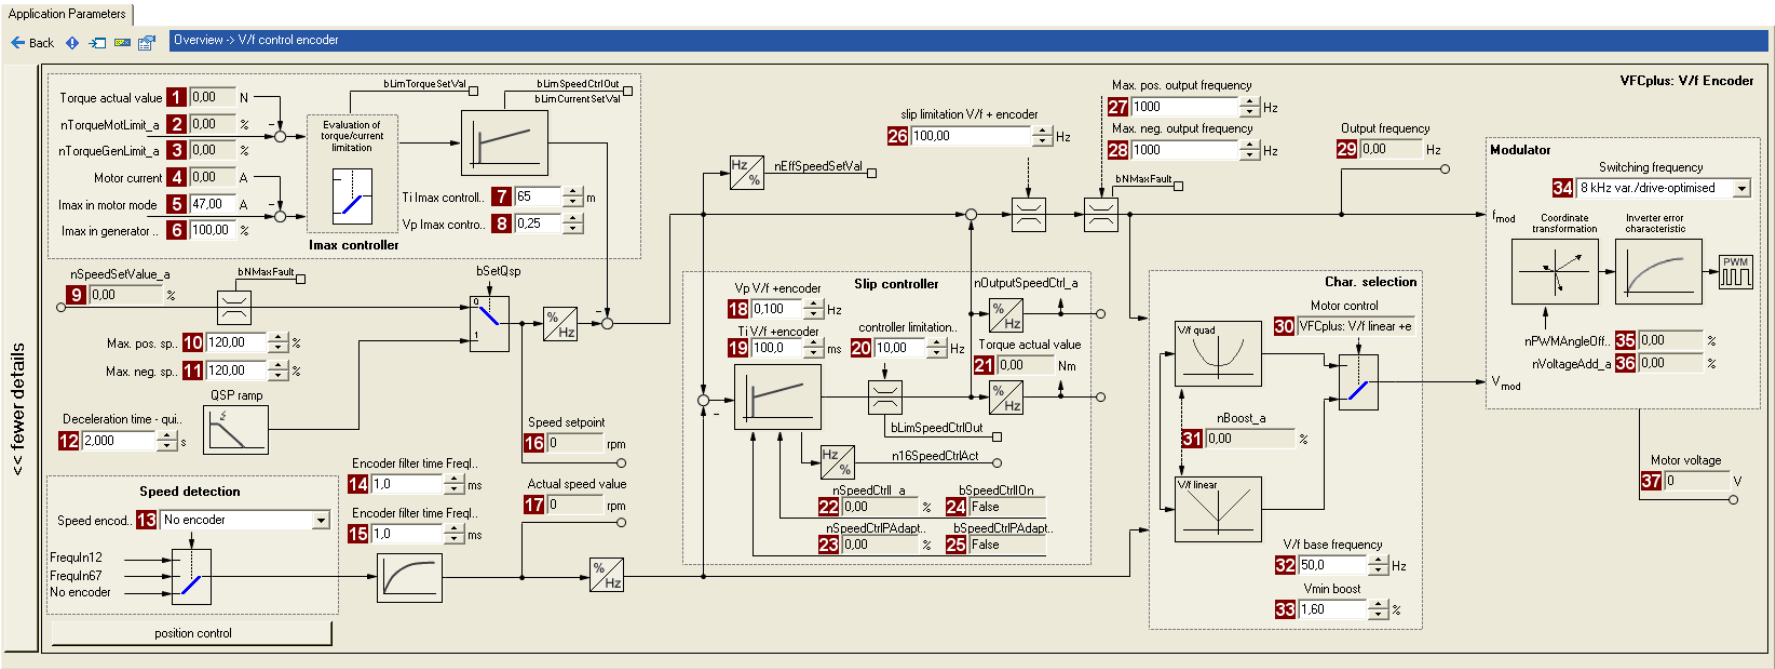 Application Parameters
Back
Overview -> V/f control encoder
<< fewer details
VFCplus: V/f Encoder
Torque actual value 1 0,00 N
nTorqueMotLimit_a 2 0,00 %
nTorqueGenLimit_a 3 0,00 %
Motor current 4 0,00 A
Imax in motor mode 5 47,00 A
Imax in generator .. 6 100,00 %
Evaluation of
torque/current
limitation
bLimTorqueSetVal
bLimSpeedCtrlOut
bLimCurrentSetVal
Ti Imax controll.. 7 65 m
Vp Imax contro.. 8 0,25
Imax controller
nSpeedSetValue_a
9 0,00 %
bNMaxFault
Max. pos. sp.. 10 120,00 %
Max. neg. sp.. 11 120,00 %
QSP ramp
Deceleration time - qui..
12 2,000 s
bSetQsp
0
1
% Hz
Speed setpoint
16 0 rpm
Actual speed value
17 0 rpm
Speed detection
Speed encod.. 13 No encoder
FrequIn12
FrequIn67
No encoder
position control
Encoder filter time FreqI..
14 1,0 ms
Encoder filter time FreqI..
15 1,0 ms
% Hz
Hz %
nEffSpeedSetVal
Slip controller
Vp V/f +encoder
18 0,100 Hz
Ti V/f +encoder
19 100,0 ms
controller limitation..
20 10,00 Hz
nOutputSpeedCtrl_a
% Hz
Torque actual value
21 0,00 Nm
% Hz
bLimSpeedCtrlOut
Hz %
n16SpeedCtrlAct
nSpeedCtrlI_a
22 0,00 %
bSpeedCtrlIOn
24 False
nSpeedCtrlPAdapt..
23 0,00 %
bSpeedCtrlPAdapt..
25 False
slip limitation V/f + encoder
26 100,00 Hz
Max. pos. output frequency
27 1000 Hz
Max. neg. output frequency
28 1000 Hz
bNMaxFault
Output frequency
29 0,00 Hz
Char. selection
Motor control
30 VFCplus: V/f linear +e
V/f quad
nBoost_a
31 0,00 %
V/f linear
V/f base frequency
32 50,0 Hz
Vmin boost
33 1,60 %
Modulator
Switching frequency
34 8 kHz var./drive-optimised
fmod
Coordinate
transformation
Inverter error
characteristic
PWM
nPWMAngleOff.. 35 0,00 %
nVoltageAdd_a 36 0,00 %
Vmod
Motor voltage
37 0 V